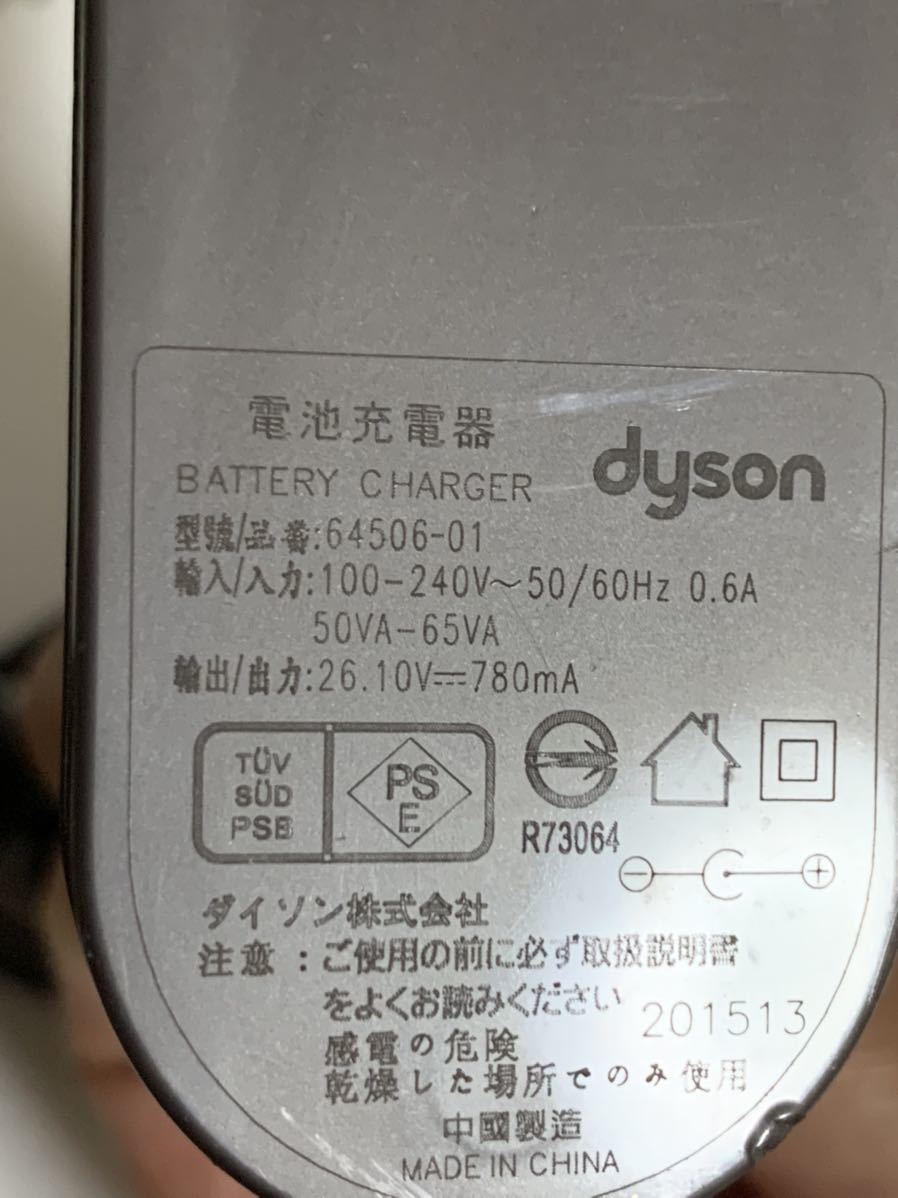 電池充電器
BATTERY CHARGER
dyson
型號/品番:64506-01
輸入/入力:100-240V~50/60Hz 0.6A
50VA-65VA
輸出/出力:26.10V⎓780mA
TÜV
SÜD
PSB
PS
E
R73064
ダイソン株式会社
注意:ご使用の前に必ず取扱説明書
をよくお読みください
201513
感電の危険
乾燥した場所でのみ使用
中國製造
MADE IN CHINA